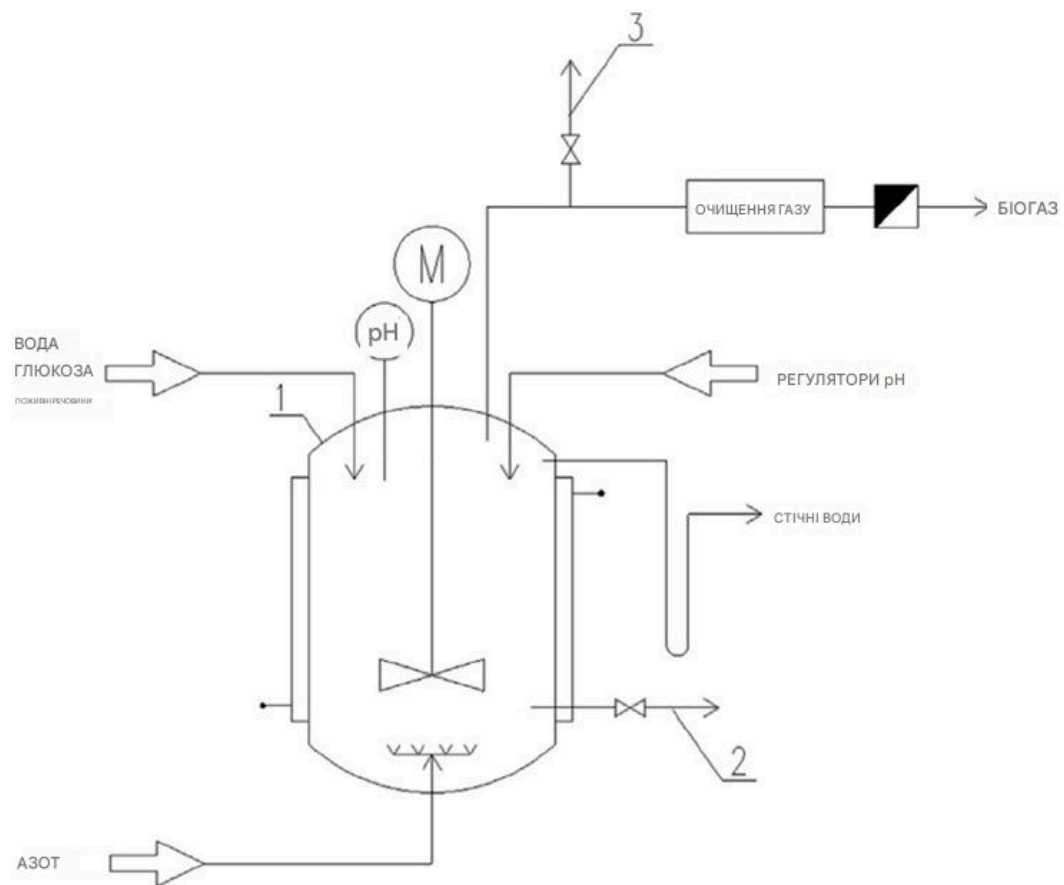 3
ОЧИЩЕННЯ ГАЗУ
БІОГАЗ
M
pH
ВОДА
ГЛЮКОЗА
ПОЖИВНІ РЕЧОВИНИ
РЕГУЛЯТОРИ pH
1
СТІЧНІ ВОДИ
2
АЗОТ